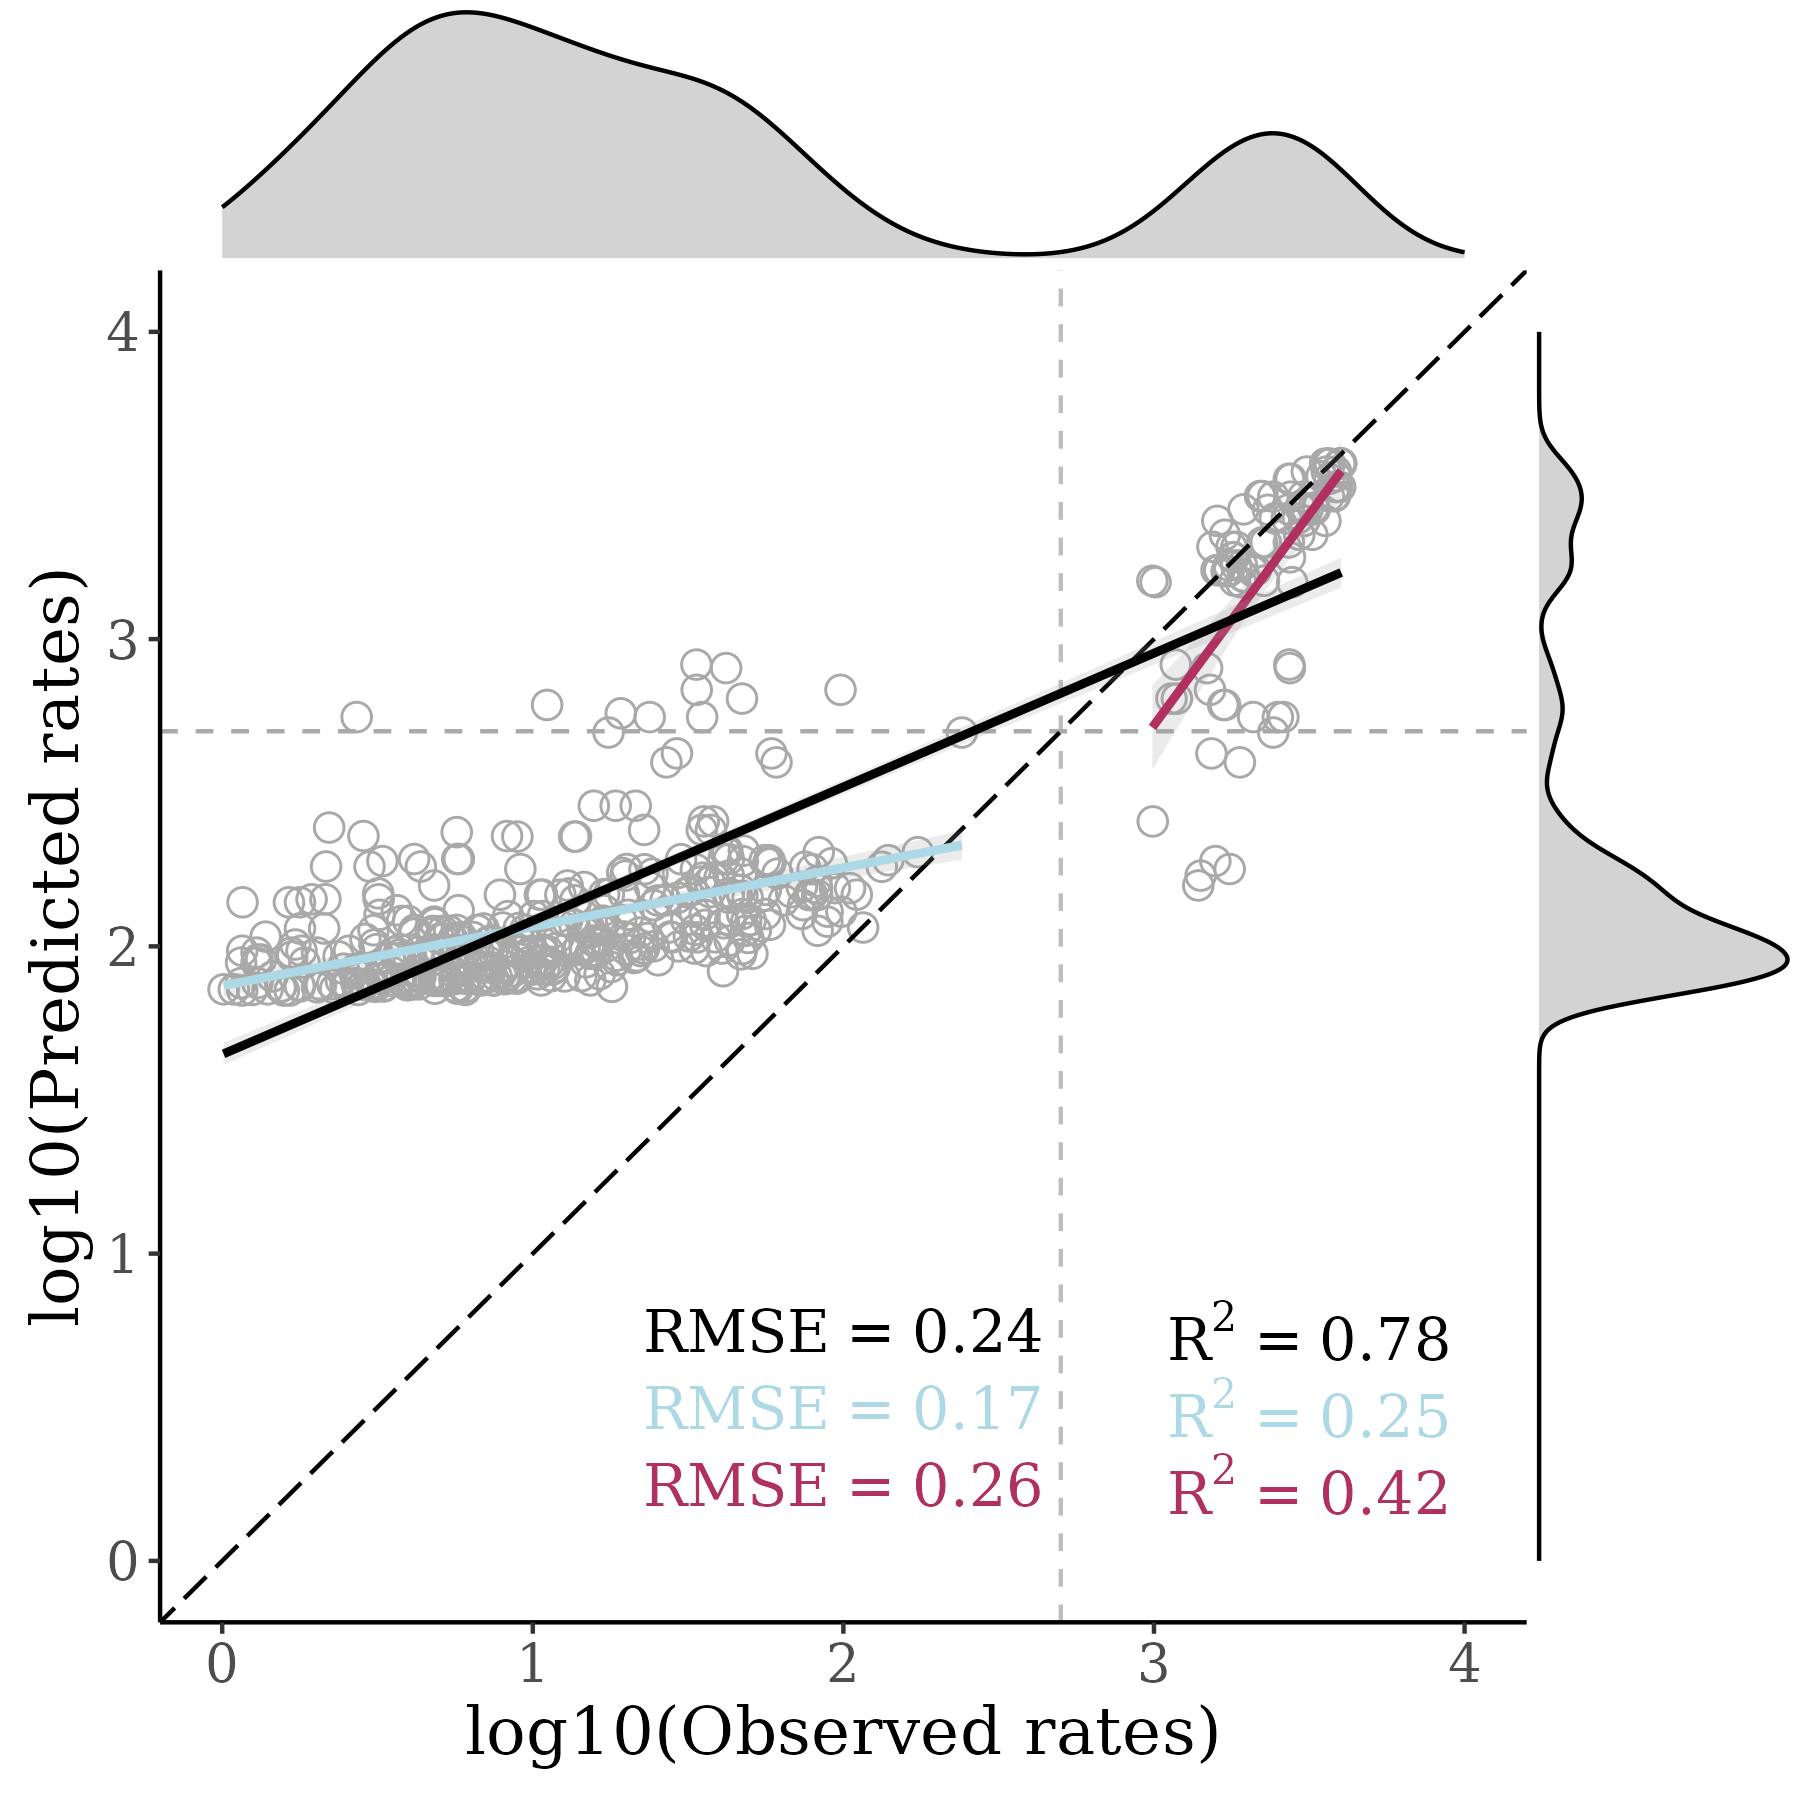 4
3
2
1
0
log10(Predicted rates)
RMSE = 0.24 R² = 0.78
RMSE = 0.17 R² = 0.25
RMSE = 0.26 R² = 0.42
0 1 2 3 4
log10(Observed rates)